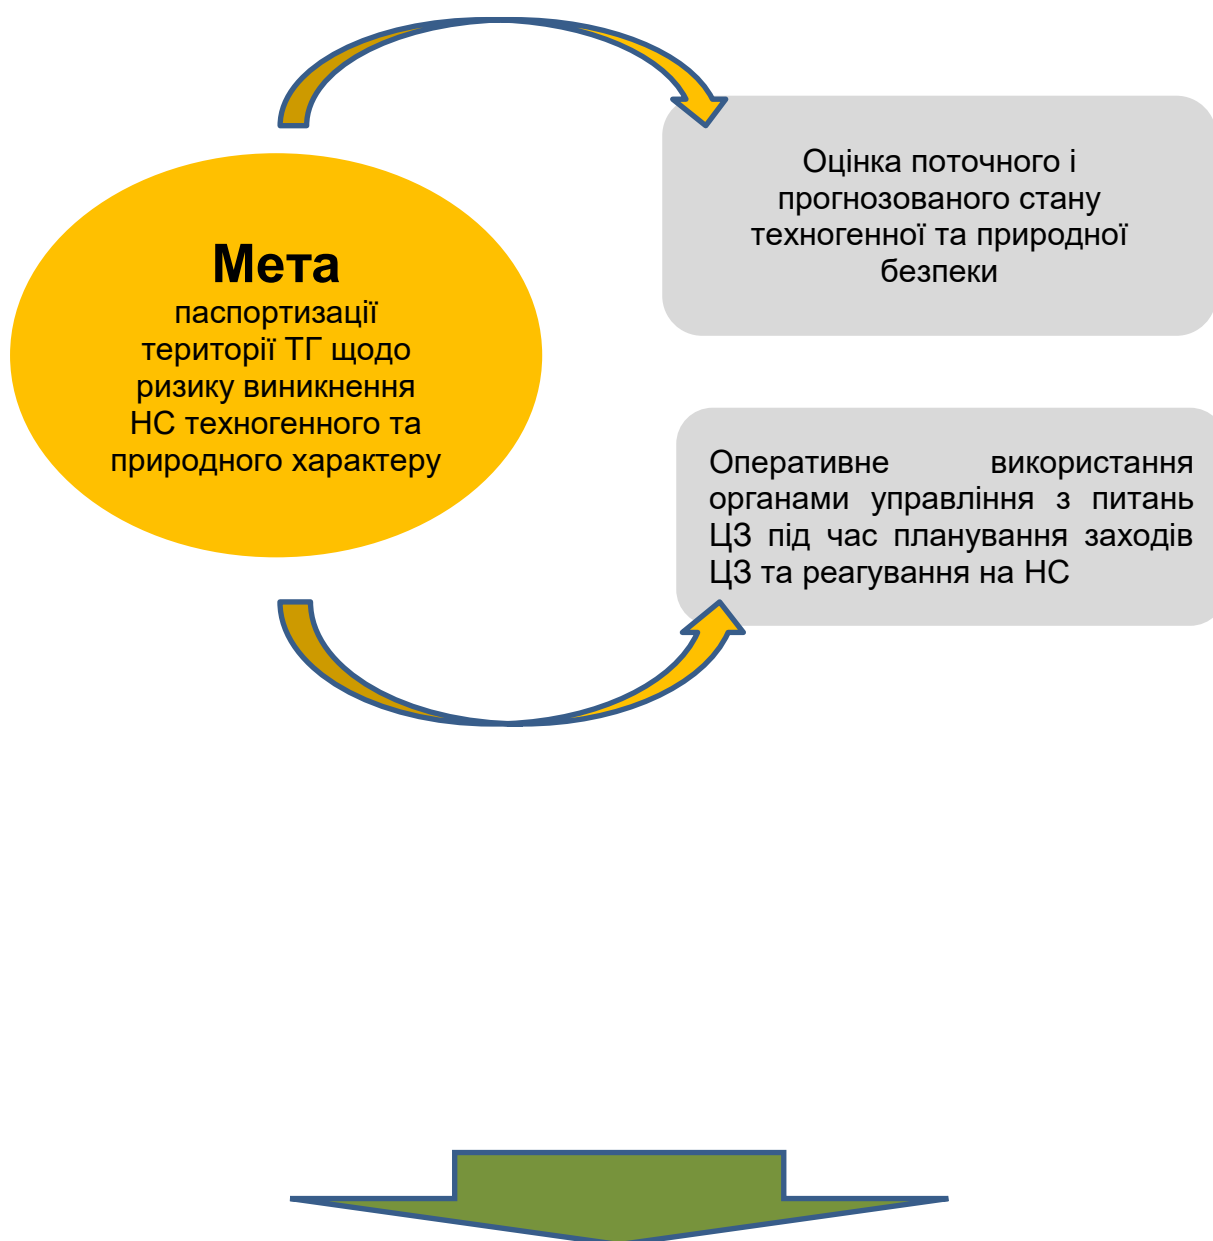 Мета
паспортизації
території ТГ щодо
ризику виникнення
НС техногенного та
природного характеру
Оцінка поточного і
прогнозованого стану
техногенної та природної
безпеки
Оперативне використання
органами управління з питань
ЦЗ під час планування заходів
ЦЗ та реагування на НС